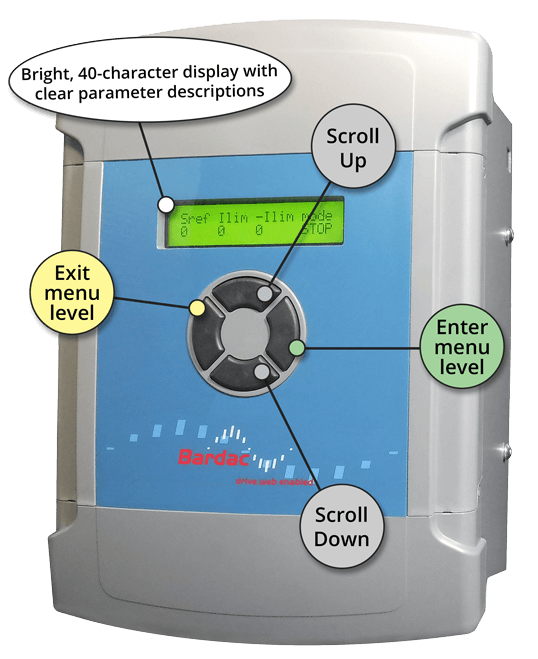 Bright, 40-character display with
clear parameter descriptions
Scroll
Up
Sref Ilim -Ilim mode
0 0 0 STOP
Exit
menu
level
Enter
menu
level
Bardac
drive.web enabled
Scroll
Down